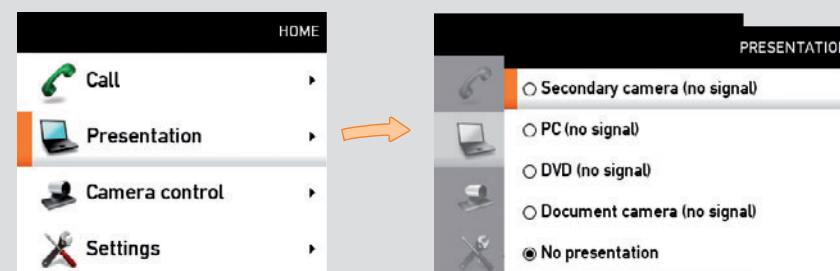 HOME
Call
Presentation
Camera control
Settings
PRESENTATION
Secondary camera (no signal)
PC (no signal)
DVD (no signal)
Document camera (no signal)
No presentation